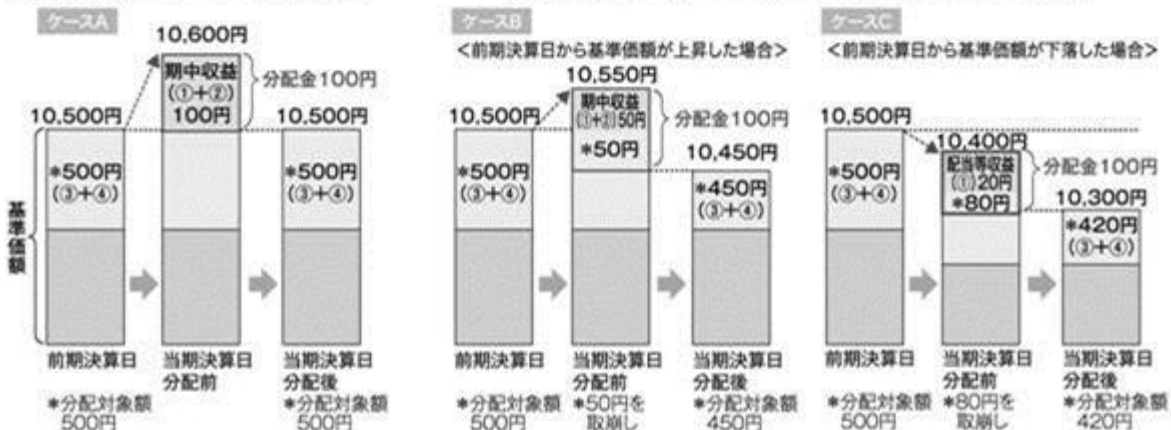 ケースA
10,600円
期中収益
(①+②)
100円
分配金100円
10,500円
10,500円
*500円
(③+④)
*500円
(③+④)
基準価額
前期決算日
当期決算日
分配前
当期決算日
分配後
*分配対象額
500円
*分配対象額
500円
ケースB
<前期決算日から基準価額が上昇した場合>
10,550円
期中収益
(①+②)50円
*50円
分配金100円
10,500円
10,450円
*500円
(③+④)
*450円
(③+④)
前期決算日
当期決算日
分配前
当期決算日
分配後
*分配対象額
500円
*50円を
取崩し
*分配対象額
450円
ケースC
<前期決算日から基準価額が下落した場合>
10,500円
10,400円
配当等収益
(①)20円
*80円
分配金100円
10,300円
*500円
(③+④)
*420円
(③+④)
前期決算日
当期決算日
分配前
当期決算日
分配後
*分配対象額
500円
*80円を
取崩し
*分配対象額
420円